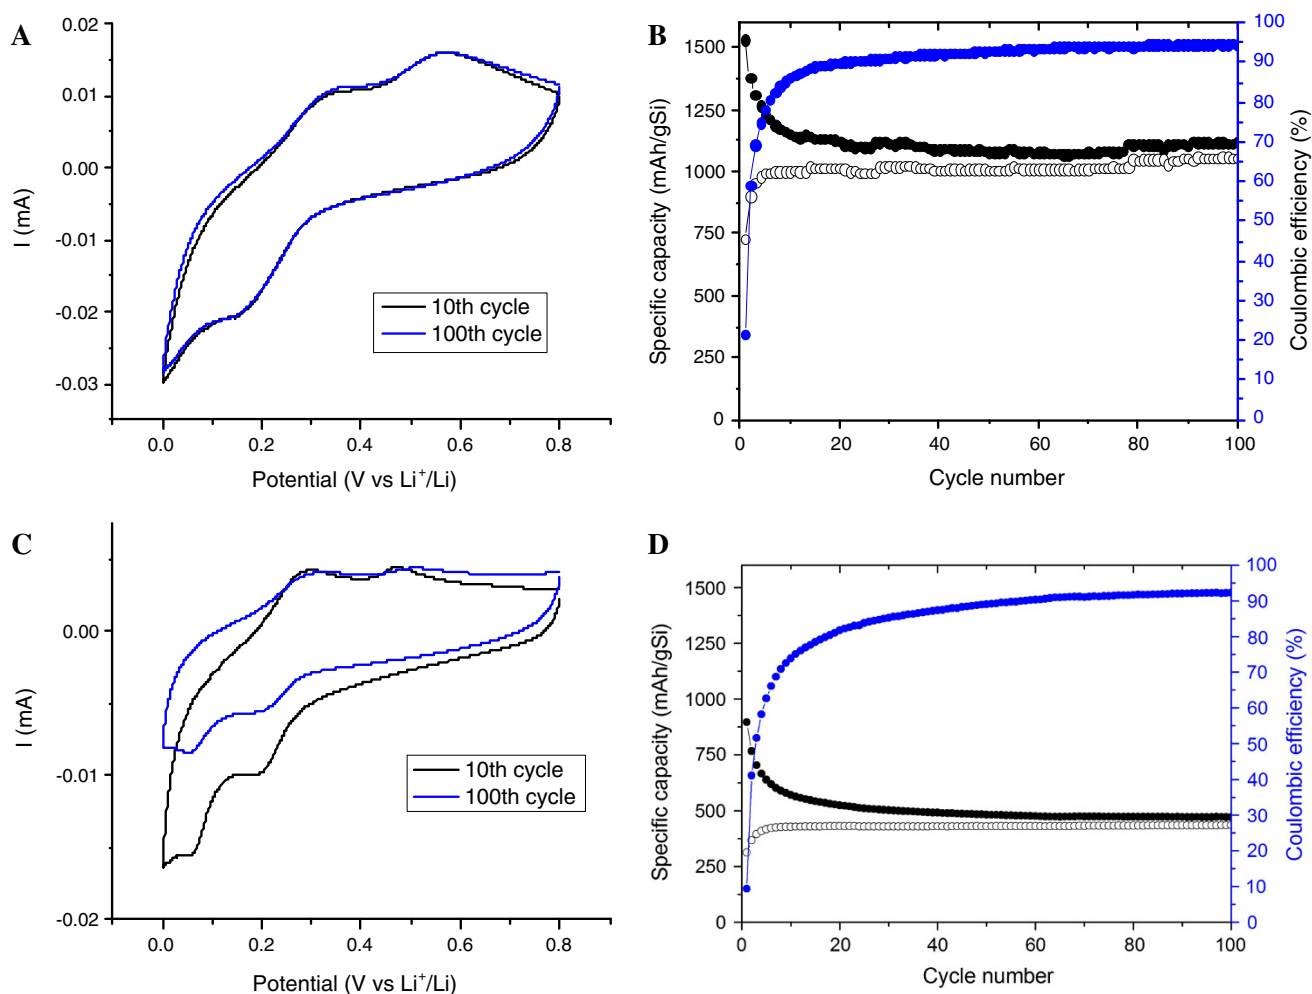 A
0.02
0.01
0.00
-0.01
-0.02
-0.03
I (mA)
10th cycle
100th cycle
0.0 0.2 0.4 0.6 0.8
Potential (V vs Li⁺/Li)
B
1500
1250
1000
750
500
250
0
Specific capacity (mAh/gSi)
100
90
80
70
60
50
40
30
20
10
0
Coulombic efficiency (%)
0 20 40 60 80 100
Cycle number
C
0.00
-0.01
-0.02
I (mA)
10th cycle
100th cycle
0.0 0.2 0.4 0.6 0.8
Potential (V vs Li⁺/Li)
D
1500
1250
1000
750
500
250
0
Specific capacity (mAh/gSi)
100
90
80
70
60
50
40
30
20
10
0
Coulombic efficiency (%)
0 20 40 60 80 100
Cycle number